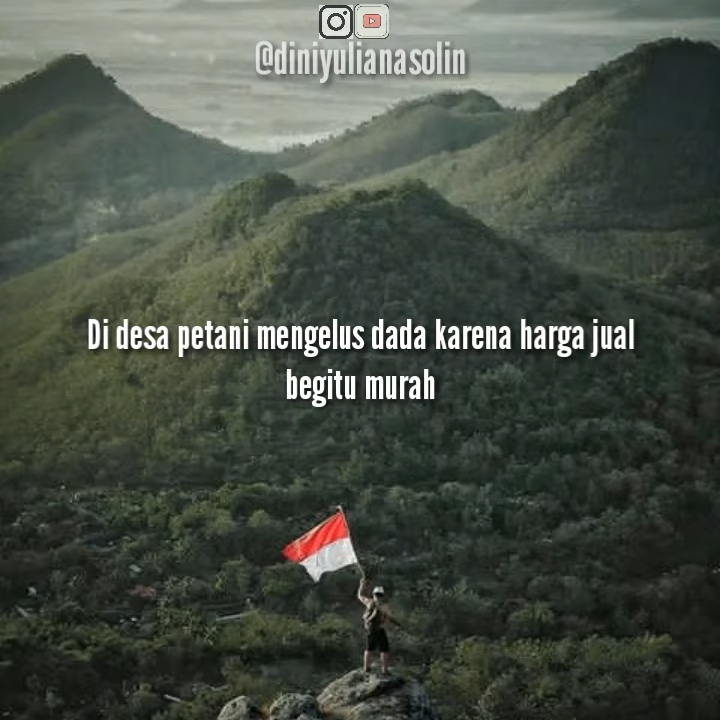 @diniyulianasolin
Di desa petani mengelus dada karena harga jual
begitu murah